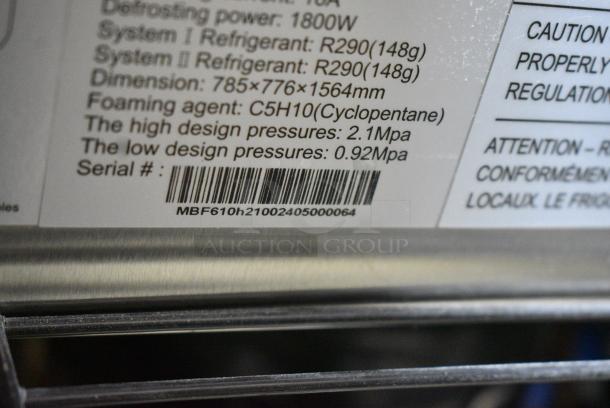 10A
Defrosting power: 1800W
System I Refrigerant: R290(148g)
System II Refrigerant: R290(148g)
Dimension: 785×776×1564mm
Foaming agent: C5H10(Cyclopentane)
The high design pressures: 2.1Mpa
The low design pressures: 0.92Mpa
Serial # :
MBF610h21002405000064
CAUTION
PROPERLY
REGULATION
ATTENTION – R
CONFORMÉMEN
LOCAUX. LE FRIG
AUCTION GROUP